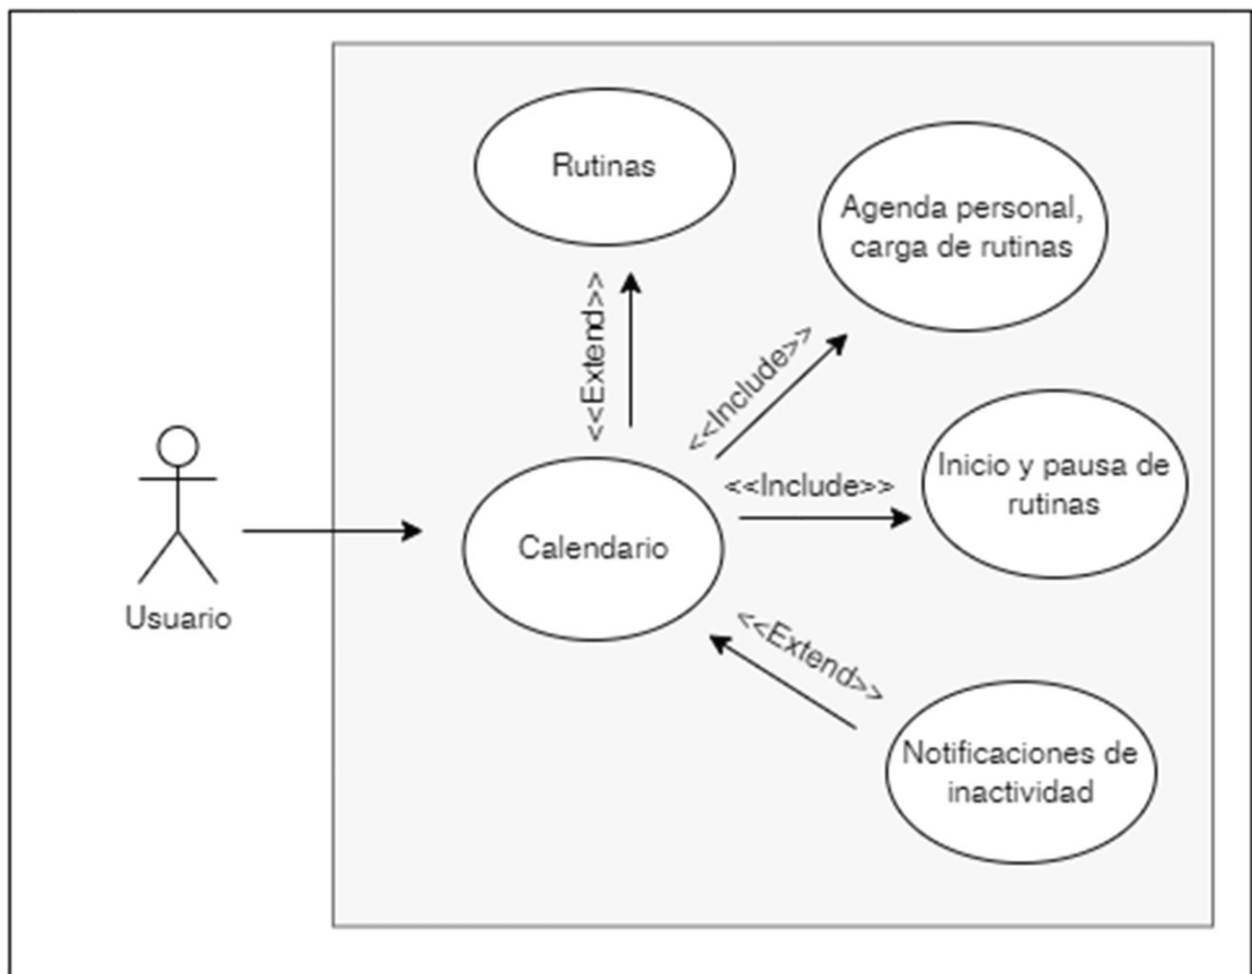 Rutinas
Agenda personal,
carga de rutinas
<<Extend>>
<<Include>>
<<Include>>
Inicio y pausa de
rutinas
Calendario
Usuario
<<Extend>>
Notificaciones de
inactividad